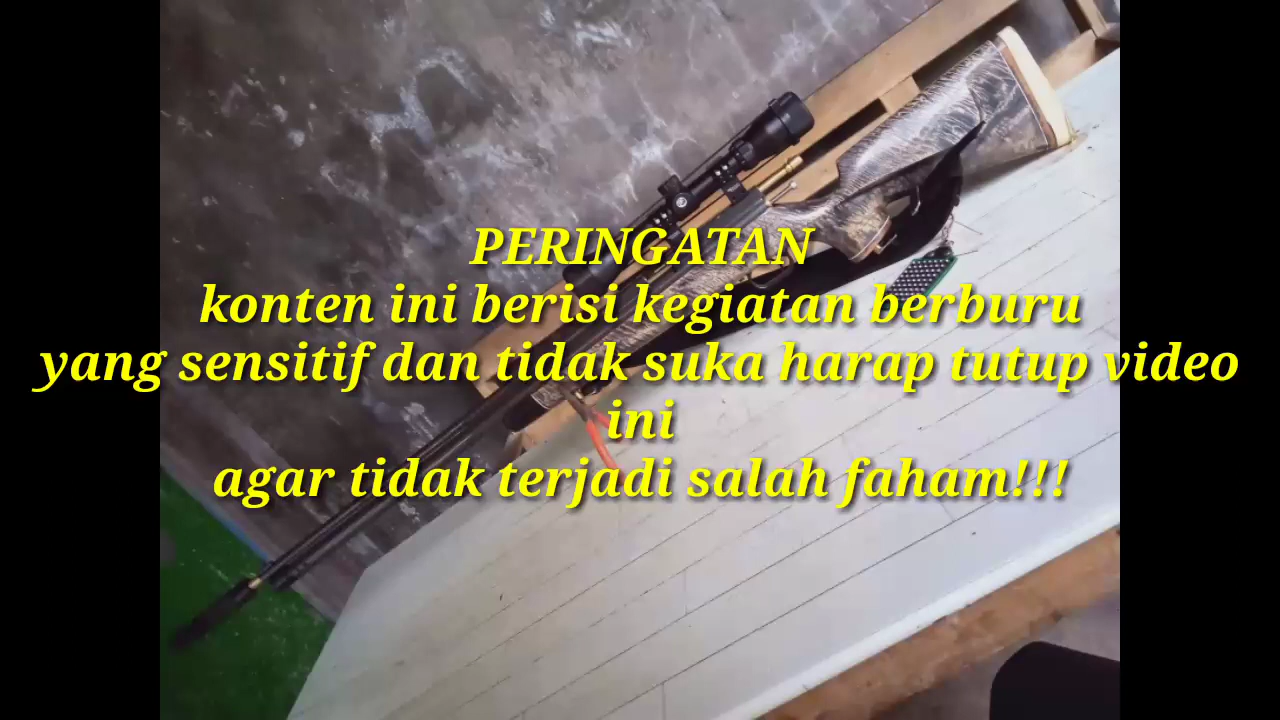 PERINGATAN
konten ini berisi kegiatan berburu
yang sensitif dan tidak suka harap tutup video
ini
agar tidak terjadi salah faham!!!